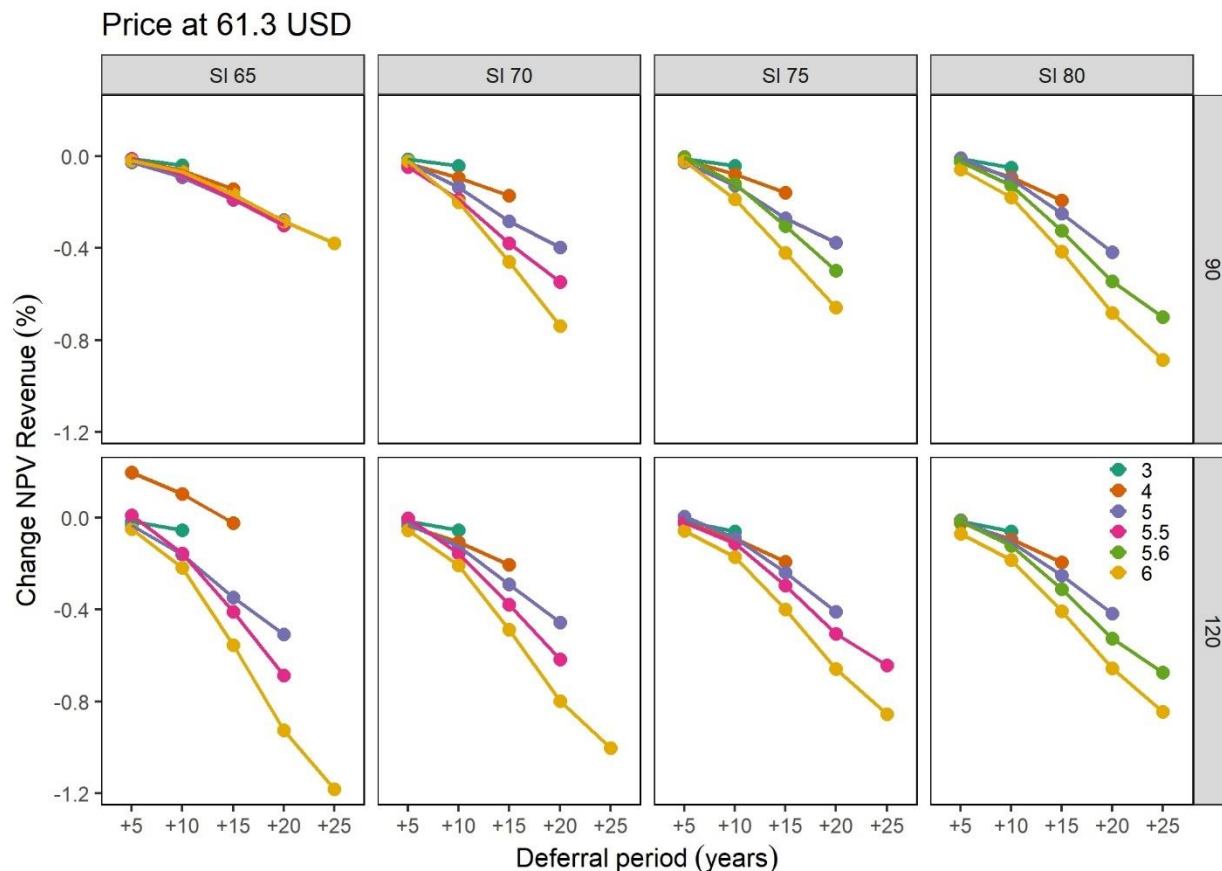 Price at 61.3 USD
SI 65
SI 70
SI 75
SI 80
0.0
-0.4
-0.8
-1.2
90
Change NPV Revenue (%)
0.0
-0.4
-0.8
-1.2
3
4
5
5.5
5.6
6
120
+5 +10 +15 +20 +25
+5 +10 +15 +20 +25
+5 +10 +15 +20 +25
+5 +10 +15 +20 +25
Deferral period (years)